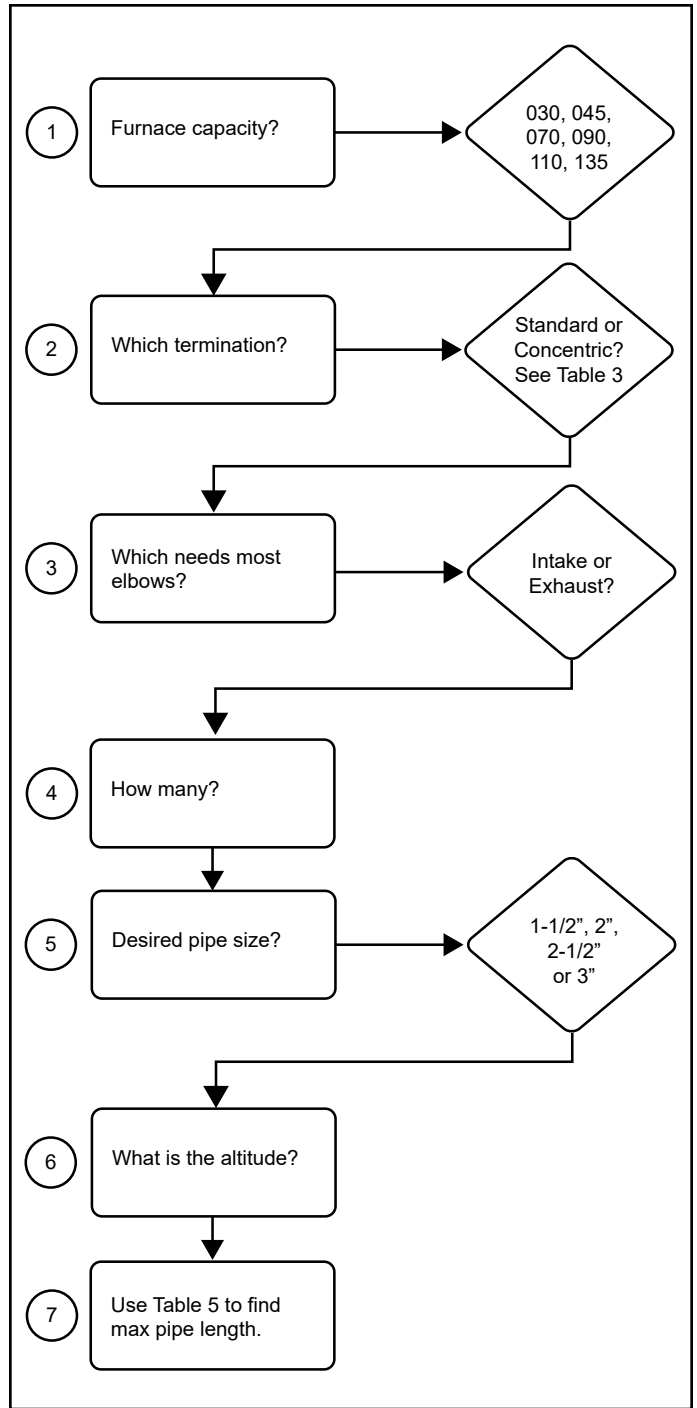 1
Furnace capacity?
030, 045,
070, 090,
110, 135
2
Which termination?
Standard or
Concentric?
See Table 3
3
Which needs most
elbows?
Intake or
Exhaust?
4
How many?
5
Desired pipe size?
1-1/2”, 2”,
2-1/2”
or 3”
6
What is the altitude?
7
Use Table 5 to find
max pipe length.